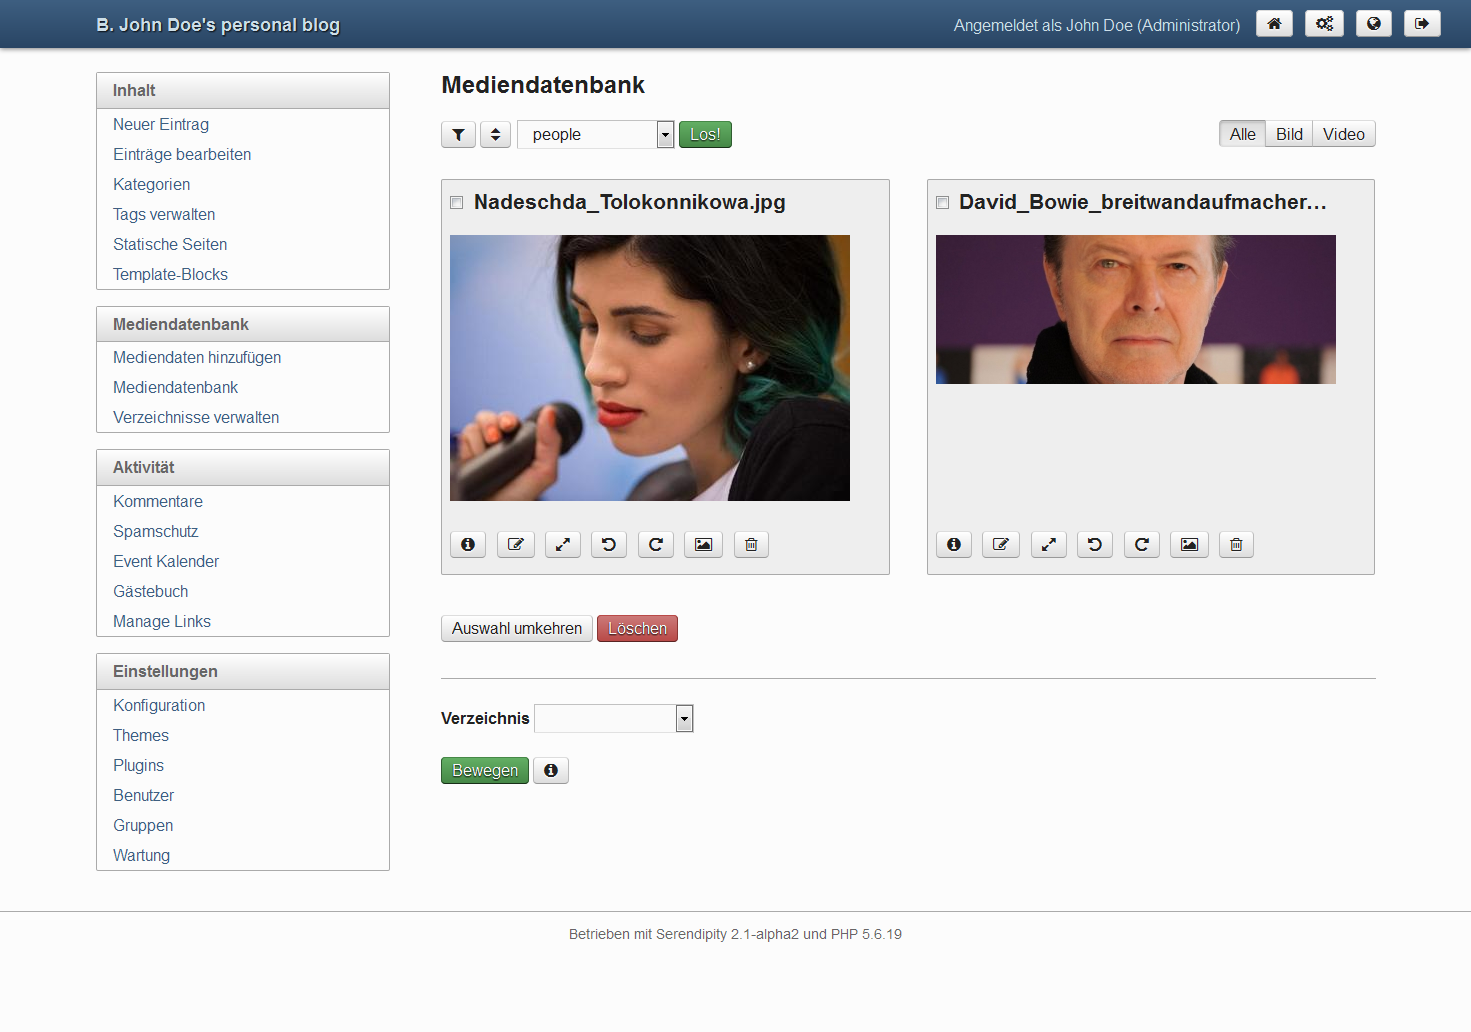 B. John Doe's personal blog
Angemeldet als John Doe (Administrator)
Inhalt
Neuer Eintrag
Einträge bearbeiten
Kategorien
Tags verwalten
Statische Seiten
Template-Blocks
Mediendatenbank
Mediendaten hinzufügen
Mediendatenbank
Verzeichnisse verwalten
Aktivität
Kommentare
Spamschutz
Event Kalender
Gästebuch
Manage Links
Einstellungen
Konfiguration
Themes
Plugins
Benutzer
Gruppen
Wartung
Mediendatenbank
people Los!
Alle Bild Video
Nadeschda_Tolokonnikowa.jpg
David_Bowie_breitwandaufmacher...
Auswahl umkehren Löschen
Verzeichnis
Bewegen
Betrieben mit Serendipity 2.1-alpha2 und PHP 5.6.19